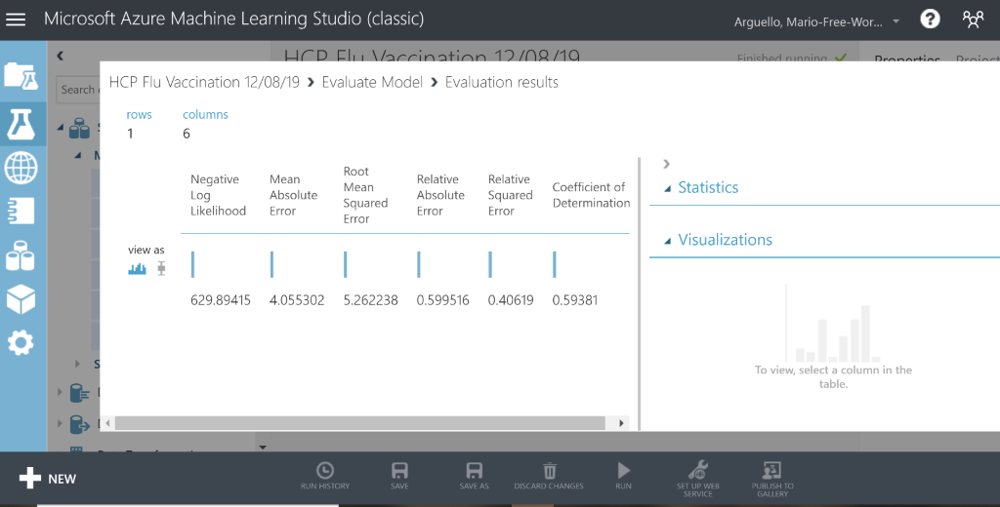 Microsoft Azure Machine Learning Studio (classic)
Arguello, Mario-Free-Wor...
HCP Flu Vaccination 12/08/19
Finished running
Properties Project
Search
HCP Flu Vaccination 12/08/19 > Evaluate Model > Evaluation results
rows columns
1 6
Negative Log Likelihood
Mean Absolute Error
Root Mean Squared Error
Relative Absolute Error
Relative Squared Error
Coefficient of Determination
view as
629.89415 4.055302 5.262238 0.599516 0.40619 0.59381
Statistics
Visualizations
To view, select a column in the
table.
NEW
RUN HISTORY
SAVE
SAVE AS
DISCARD CHANGES
RUN
SET UP WEB
SERVICE
PUBLISH TO
GALLERY